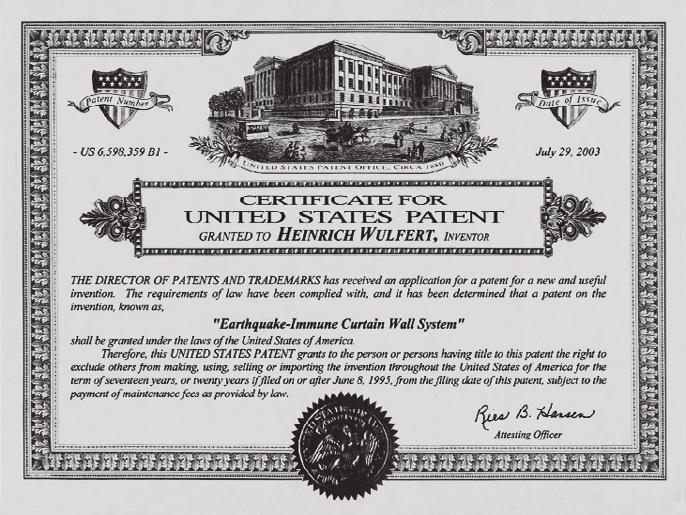 Patent Number
Date of Issue
- US 6,598,359 B1 -
July 29, 2003
UNITED STATES PATENT OFFICE, CIRCA 1880
CERTIFICATE FOR
UNITED STATES PATENT
GRANTED TO HEINRICH WULFERT, INVENTOR
THE DIRECTOR OF PATENTS AND TRADEMARKS has received an application for a patent for a new and useful
invention. The requirements of law have been complied with, and it has been determined that a patent on the
invention, known as,
"Earthquake-Immune Curtain Wall System"
shall be granted under the laws of the United States of America.
Therefore, this UNITED STATES PATENT grants to the person or persons having title to this patent the right to
exclude others from making, using, selling or importing the invention throughout the United States of America for the
term of seventeen years, or twenty years if filed on or after June 8, 1995, from the filing date of this patent, subject to the
payment of maintenance fees as provided by law.
Rees B. Hansen
Attesting Officer